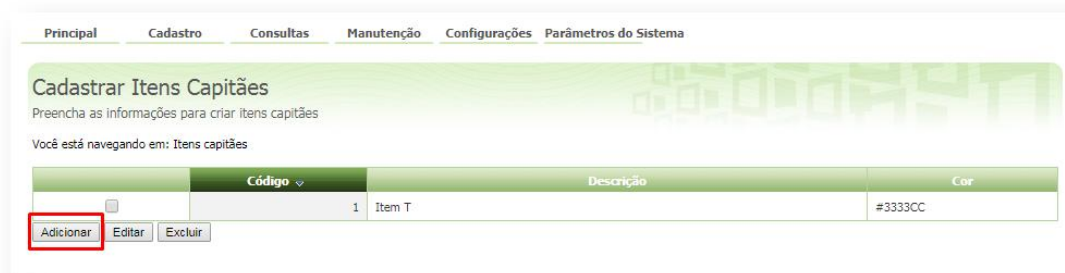 Principal Cadastro Consultas Manutenção Configurações Parâmetros do Sistema
Cadastrar Itens Capitães
Preencha as informações para criar itens capitães
Você está navegando em: Itens capitães
Código Descrição Cor
1 Item T #3333CC
Adicionar Editar Excluir